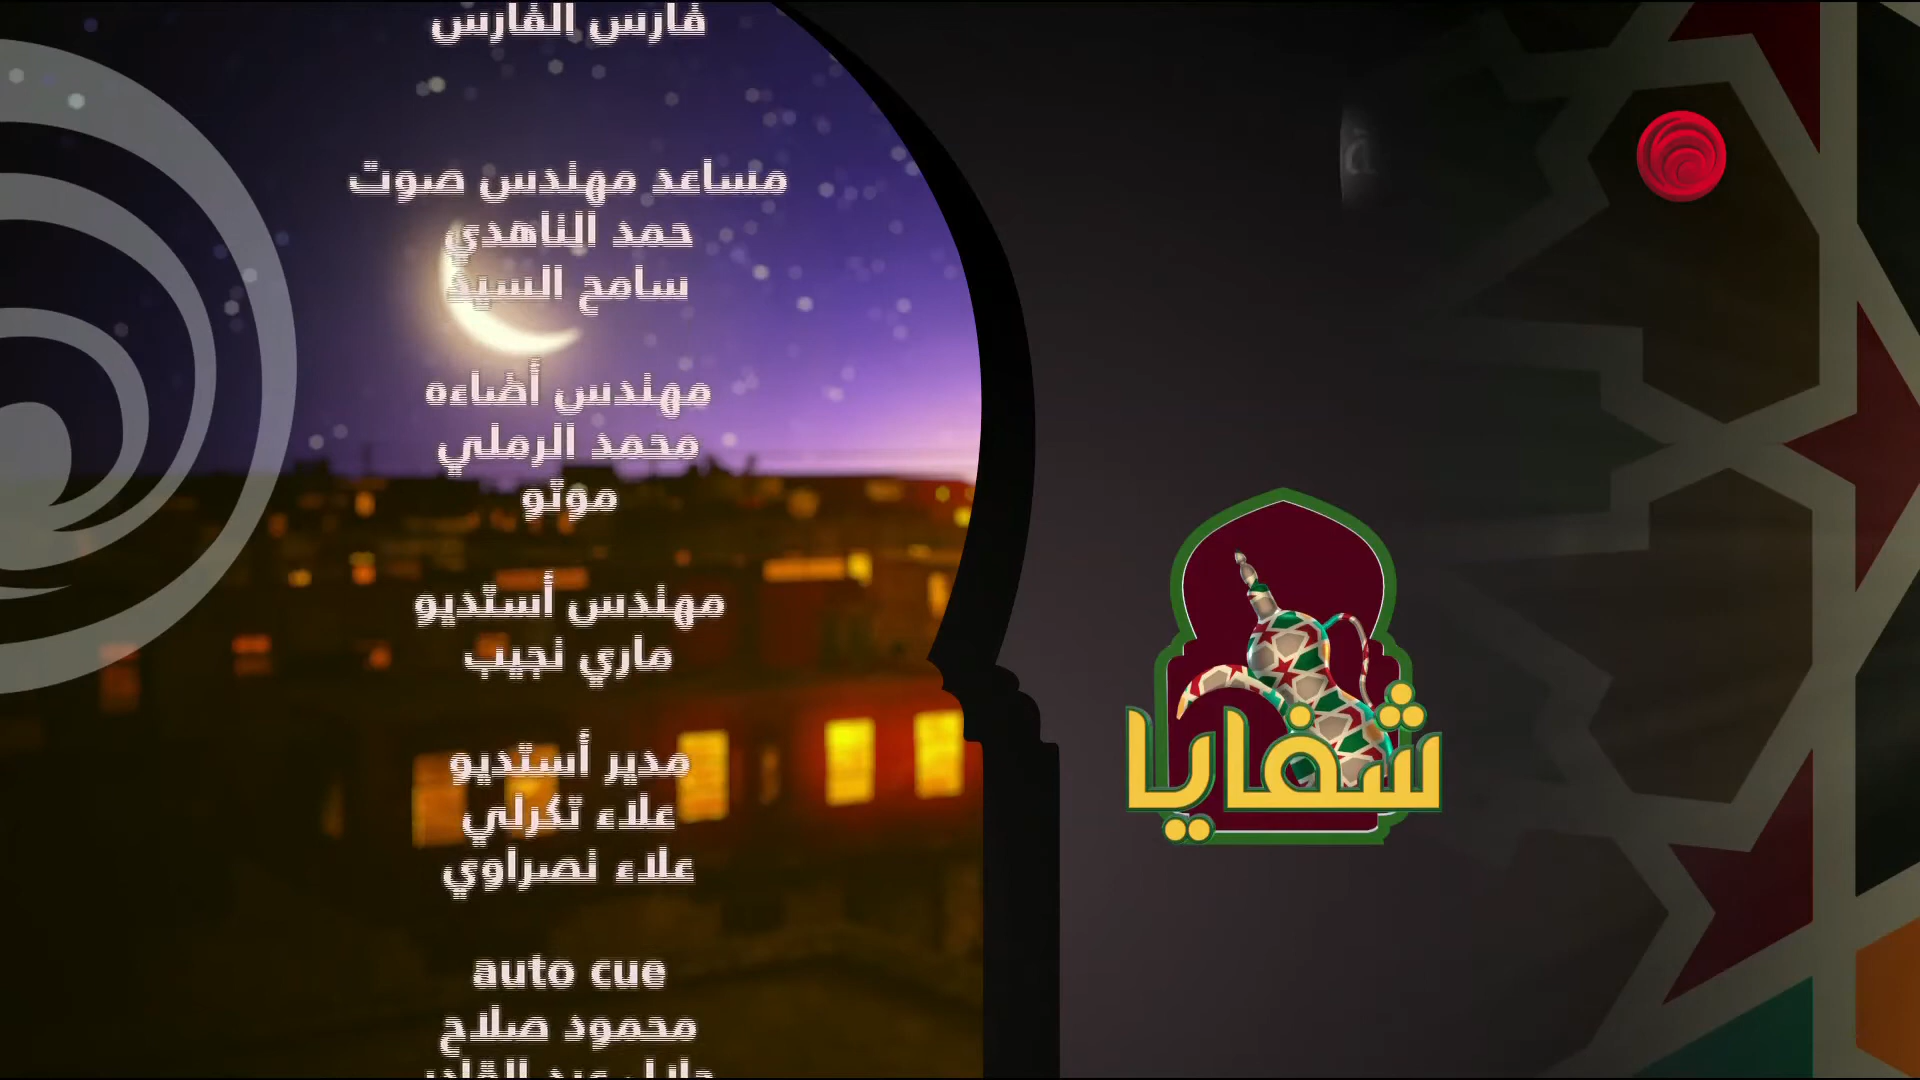 فارس الفارس
مساعد مهندس صوت
حمد الناهدي
سامح السيد
مهندس أضاءه
محمد الرملي
موتو
مهندس أستديو
ماري نجيب
مدير أستديو
علاء تكرلي
علاء نصراوي
auto cue
محمود صلاح
شفايا